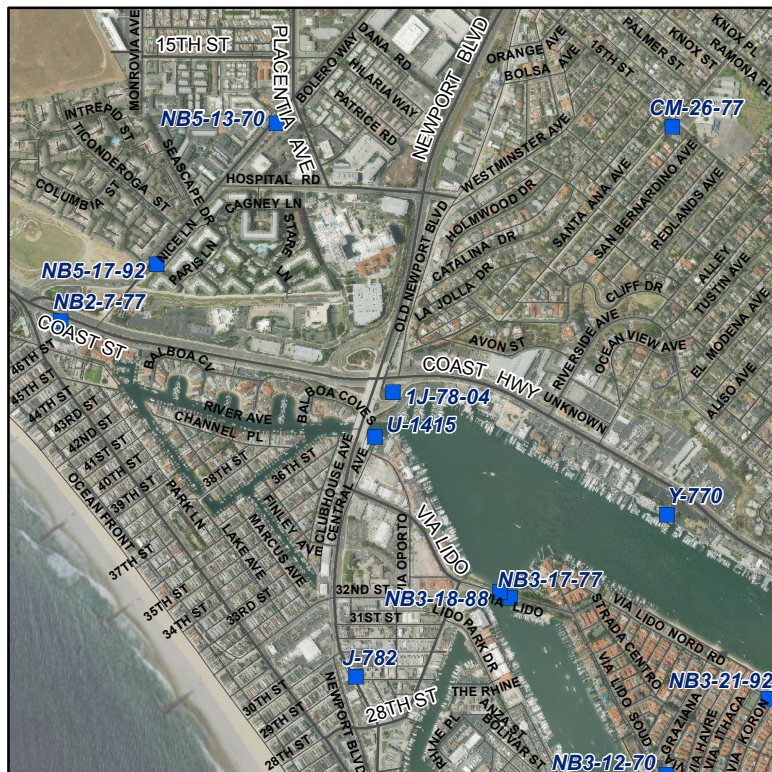 MONROVIA AVE
15TH ST
PLACENTIA AVE
BOLERO WAY
DANA RD
HILARIA WAY
PATRICE RD
NEWPORT BLVD
ORANGE AVE
BOLSA AVE
15TH ST
PALMER ST
KNOX ST
KNOX PL
RAMONA PL
NB5-13-70
CM-26-77
INTREPID ST
TICONDEROGA ST
COLUMBIA ST
SEASCAPE DR
HOSPITAL RD
CAGNEY LN
STARE LN
NICE LN
PARIS LN
WESTMINSTER AVE
HOLMWOOD DR
CATALINA DR
LA JOLLA DR
SANTA ANA AVE
SAN BERNARDINO AVE
REDLANDS AVE
ALLEY
TUSTIN AVE
EL MODENA AVE
ALISO AVE
CLIFF DR
RIVERSIDE AVE
OCEAN VIEW AVE
OLD NEWPORT BLVD
AVON ST
NB5-17-92
NB2-7-77
COAST ST
COAST HWY
UNKNOWN
BALBOA CV
BALBOA COVES
RIVER AVE
CHANNEL PL
1J-78-04
U-1415
46TH ST
45TH ST
44TH ST
43RD ST
42ND ST
41ST ST
40TH ST
39TH ST
38TH ST
36TH ST
37TH ST
35TH ST
34TH ST
33RD ST
OCEAN FRONT
PARK LN
LAKE AVE
MARCUS AVE
FINLEY AVE
CLUBHOUSE AVE
CENTRAL AVE
VIA OPORTO
VIA LIDO
Y-770
NB3-17-77
NB3-18-88
VIA LIDO
32ND ST
31ST ST
LIDO PARK DR
J-782
28TH ST
30TH ST
29TH ST
28TH ST
NEWPORT BLVD
THE RHINE
ANZA ST
BOLIVAR ST
STRADA CENTRO
VIA LIDO NORD RD
VIA LIDO SOUD
NB3-21-92
GRAZIANA
VIA HAVRE
VIA ITHACA
VIA YORON
NB3-12-70